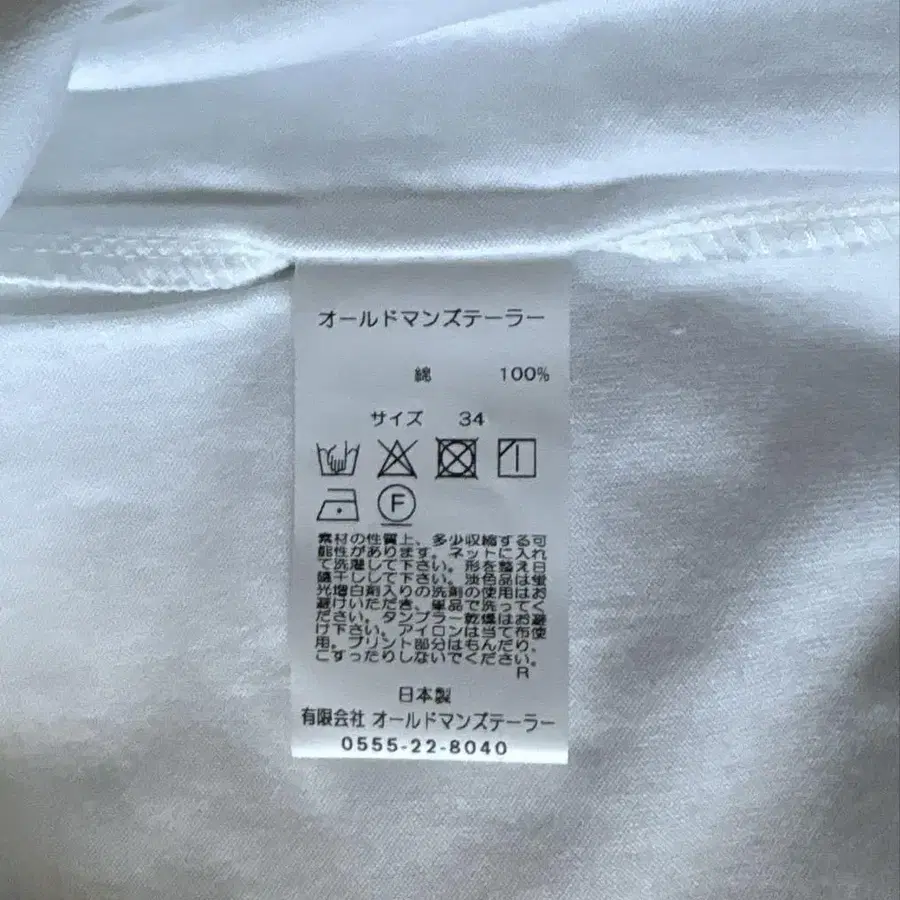 オールドマンズテーラー
綿 100%
サイズ 34
F
素材の性質上、多少収縮する可
能性があります。ネットに入れ
て洗濯して下さい。形を整え日
陰干しして下さい。淡色品は蛍
光増白剤入りの洗剤の使用はお
避けいただき、単品で洗ってく
ださい。タンブラー乾燥はお避
け下さい。アイロンは当て布使
用。プリント部分はもんだり、
こすったりしないでください。
R
日本製
有限会社 オールドマンズテーラー
0555-22-8040